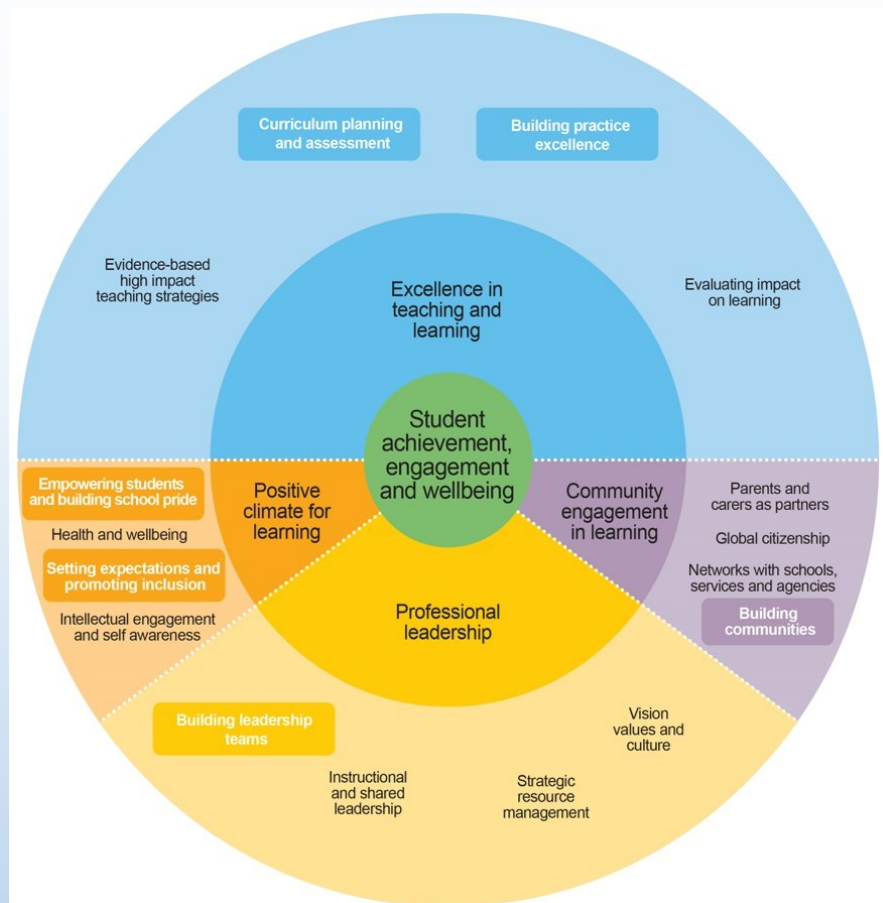 Curriculum planning
and assessment
Building practice
excellence
Evidence-based
high impact
teaching strategies
Excellence in
teaching and
learning
Evaluating impact
on learning
Student
achievement,
engagement
and wellbeing
Empowering students
and building school pride
Health and wellbeing
Setting expectations and
promoting inclusion
Intellectual engagement
and self awareness
Positive
climate for
learning
Community
engagement
in learning
Parents and
carers as partners
Global citizenship
Networks with schools,
services and agencies
Building
communities
Professional
leadership
Building leadership
teams
Instructional
and shared
leadership
Strategic
resource
management
Vision
values and
culture